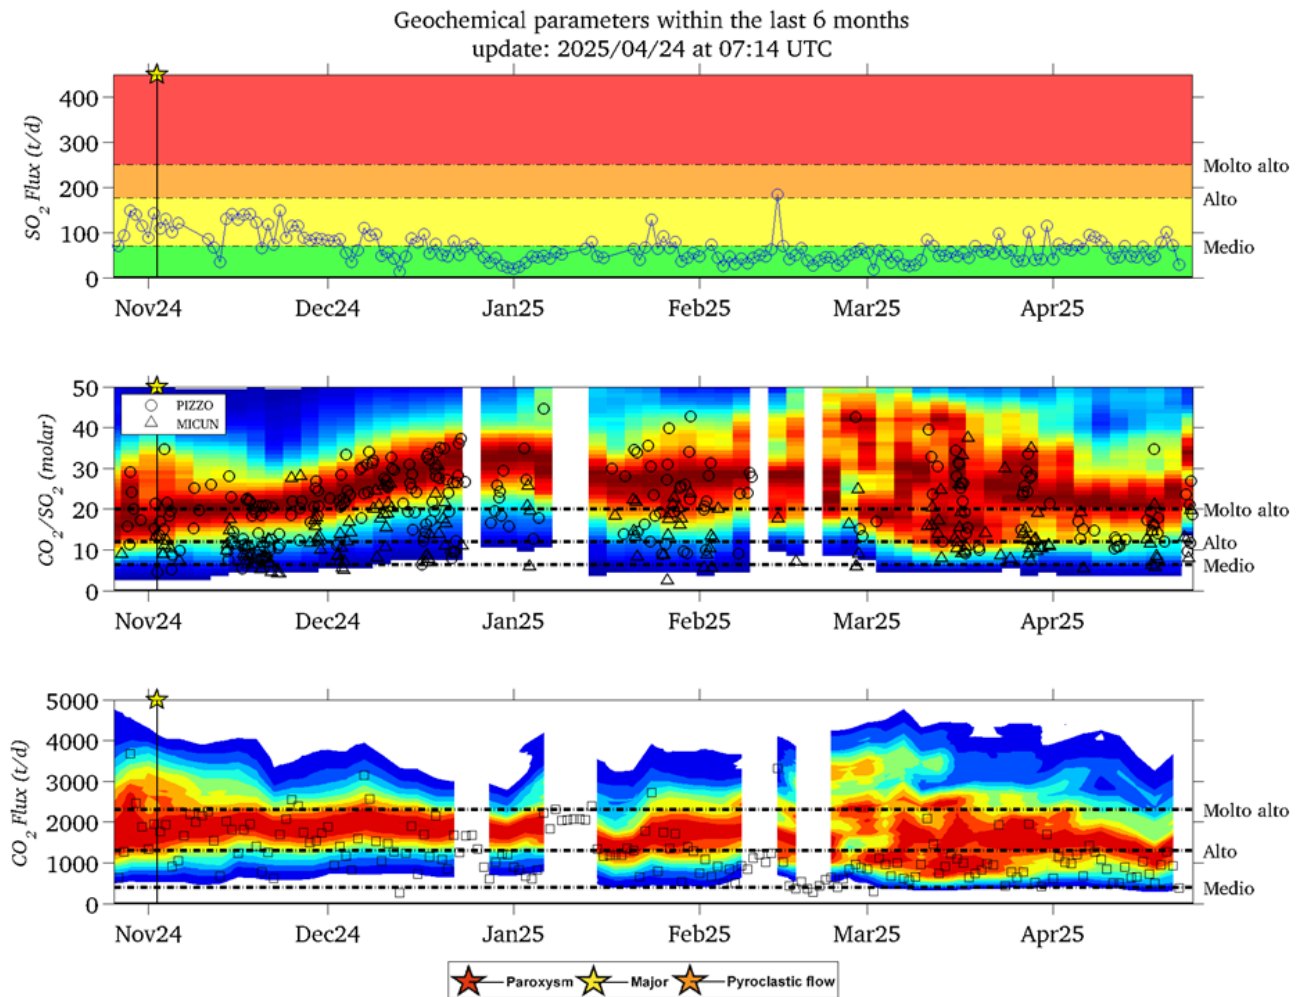 Geochemical parameters within the last 6 months
update: 2025/04/24 at 07:14 UTC
SO2 Flux (t/d)
400
300
200
100
0
Molto alto
Alto
Medio
Nov24 Dec24 Jan25 Feb25 Mar25 Apr25
CO2/SO2 (molar)
50
40
30
20
10
0
PIZZO
MICUN
Molto alto
Alto
Medio
Nov24 Dec24 Jan25 Feb25 Mar25 Apr25
CO2 Flux (t/d)
5000
4000
3000
2000
1000
0
Molto alto
Alto
Medio
Nov24 Dec24 Jan25 Feb25 Mar25 Apr25
Paroxysm Major Pyroclastic flow